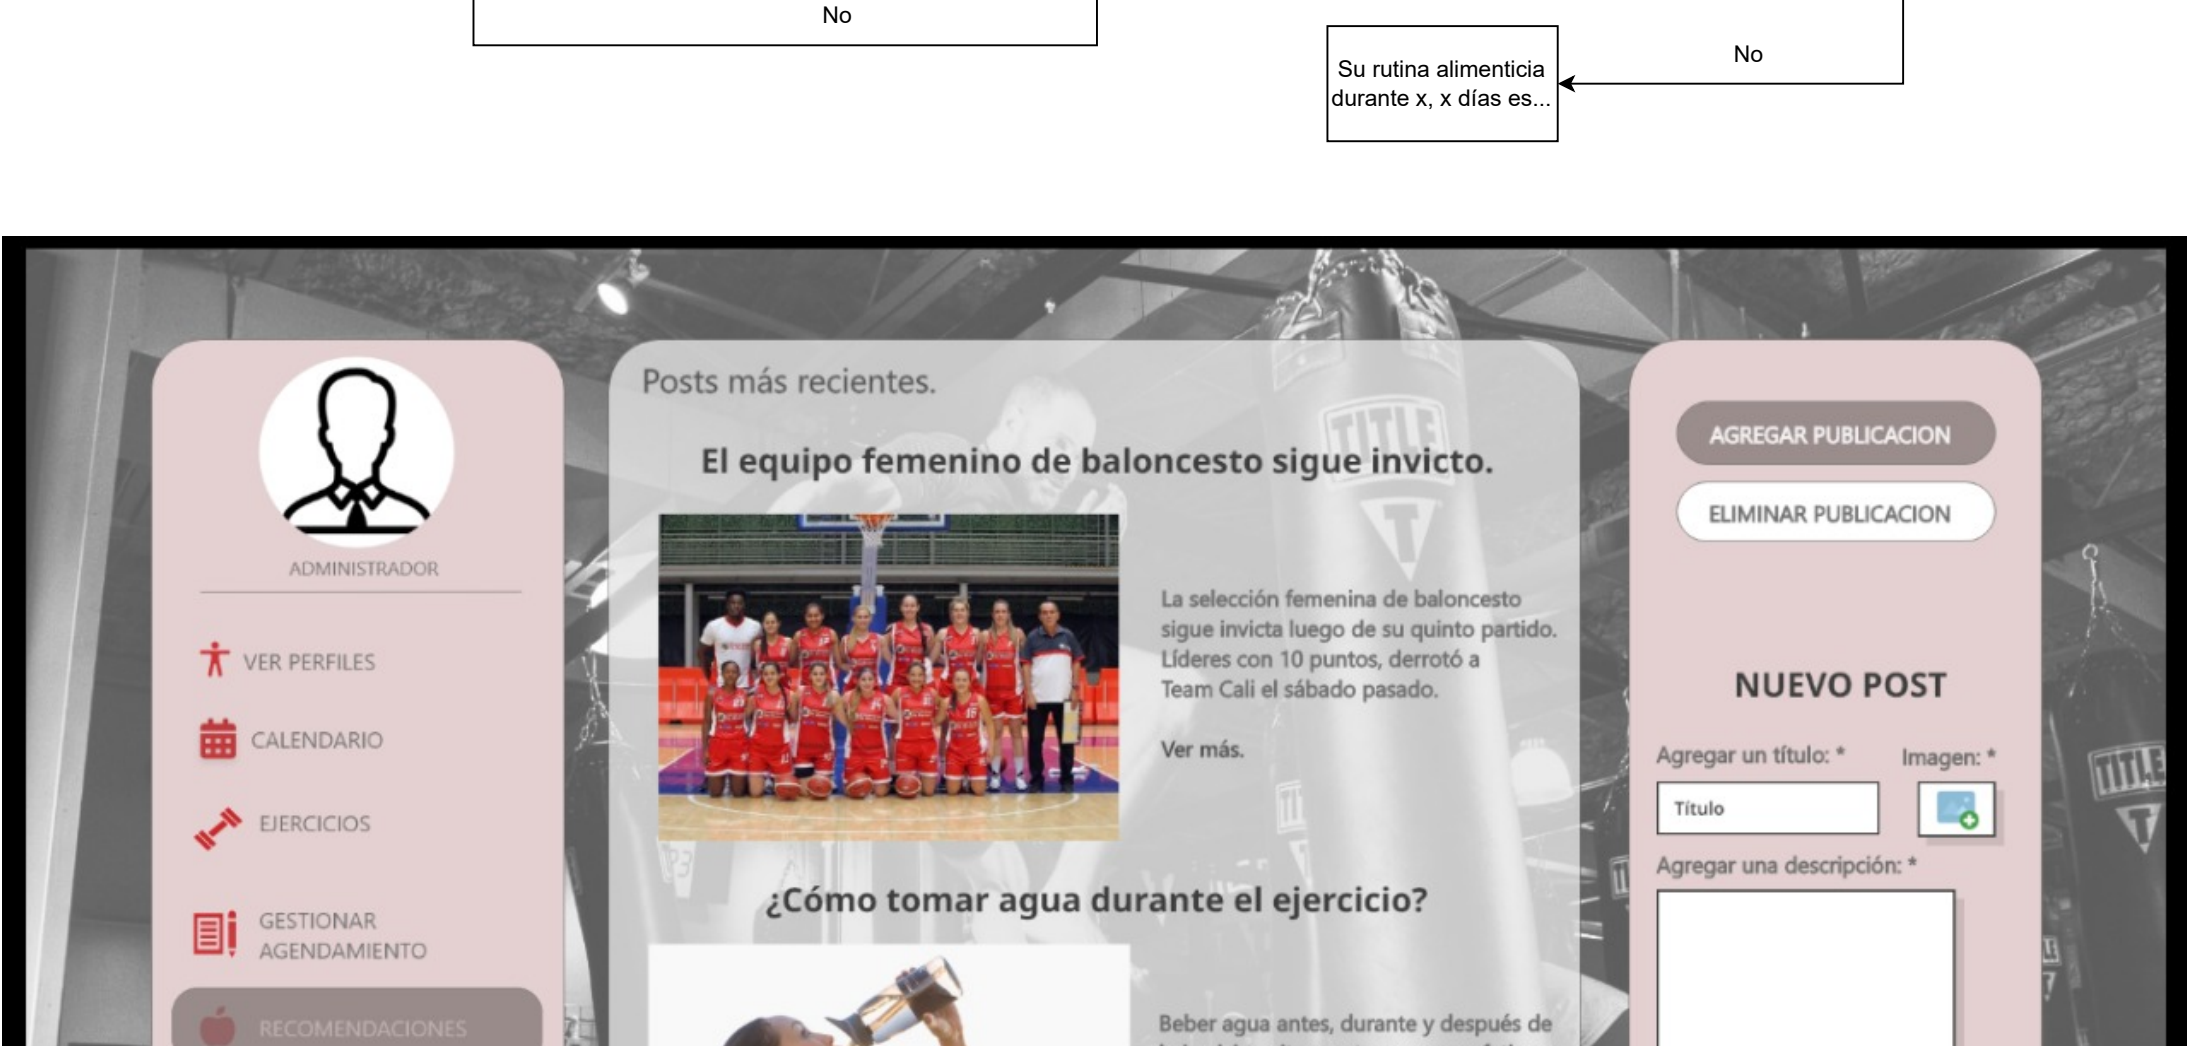 No
No
Su rutina alimenticia
durante x, x días es...
ADMINISTRADOR
VER PERFILES
CALENDARIO
EJERCICIOS
GESTIONAR
AGENDAMIENTO
RECOMENDACIONES
Posts más recientes.
El equipo femenino de baloncesto sigue invicto.
La selección femenina de baloncesto
sigue invicta luego de su quinto partido.
Líderes con 10 puntos, derrotó a
Team Cali el sábado pasado.
Ver más.
¿Cómo tomar agua durante el ejercicio?
Beber agua antes, durante y después de
AGREGAR PUBLICACION
ELIMINAR PUBLICACION
NUEVO POST
Agregar un título: *
Imagen: *
Título
Agregar una descripción: *
TITLE
T
TITLE
T